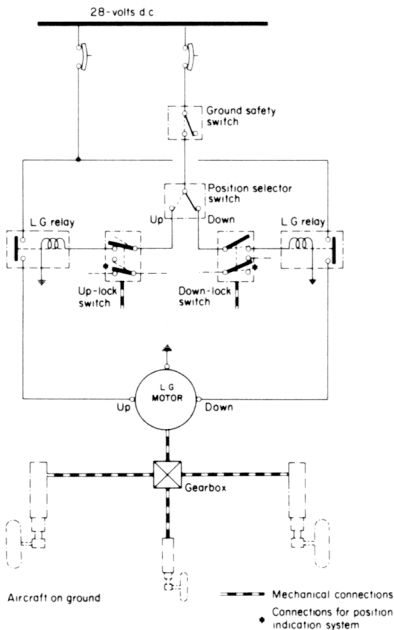 28-volts d c
Ground safety
switch
Position selector
switch
Up
Down
L.G relay
L.G relay
Up-lock
switch
Down-lock
switch
L G
MOTOR
Up
Down
Gearbox
Aircraft on ground
Mechanical connections
Connections for position
indication system